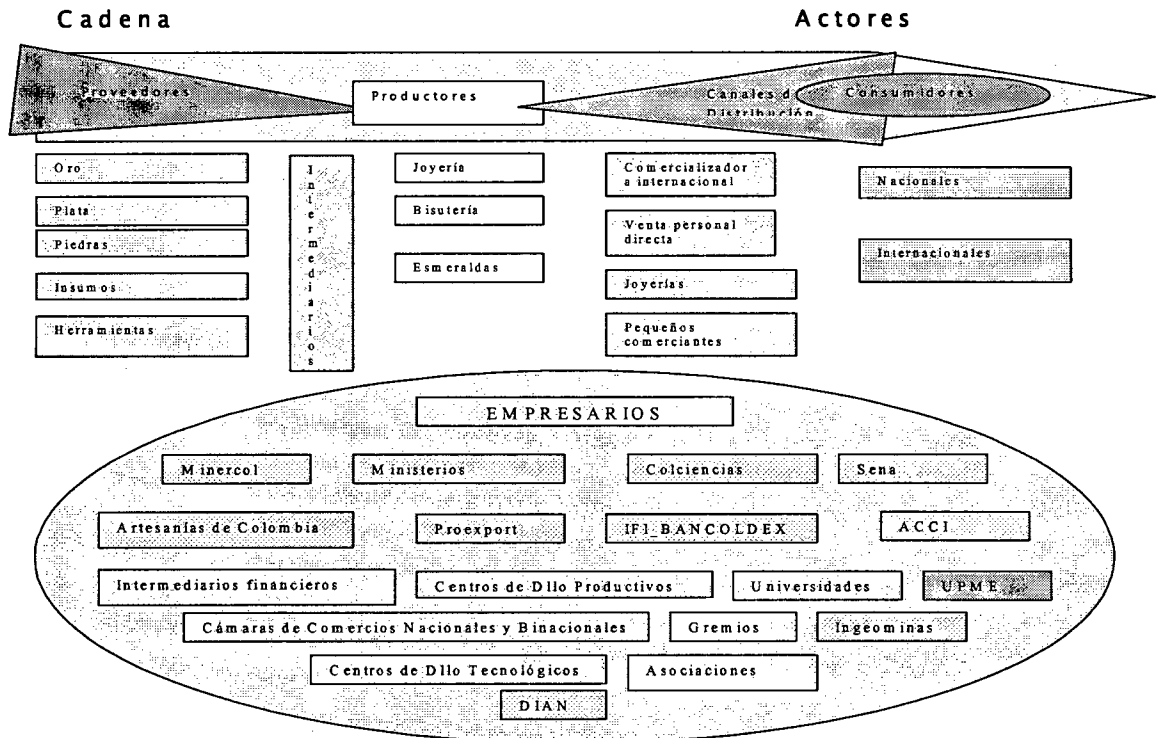 Cadena
Actores
Proveedores
Productores
Canales de
Distribución
Consumidores
Oro
Plata
Piedras
Insumos
Herramientas
Intermediarios
Joyería
Bisutería
Esmeraldas
Comercializador
a internacional
Venta personal
directa
Joyerías
Pequeños
comerciantes
Nacionales
Internacionales
EMPRESARIOS
Minercol
Ministerios
Colciencias
Sena
Artesanías de Colombia
Proexport
IFI_BANCOLDEX
ACCI
Intermediarios financieros
Centros de Dllo Productivos
Universidades
UPME
Cámaras de Comercios Nacionales y Binacionales
Gremios
Ingeominas
Centros de Dllo Tecnológicos
Asociaciones
DIAN